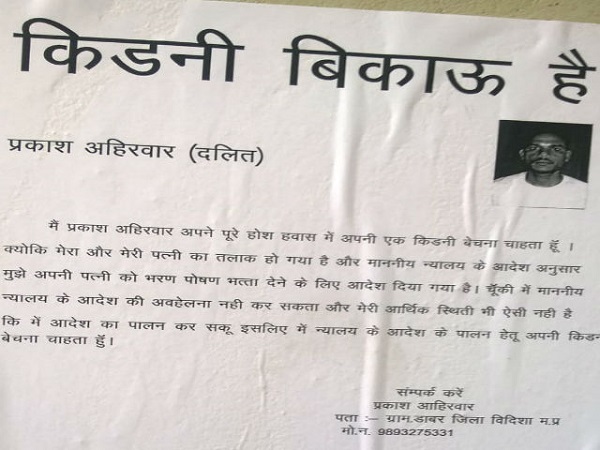 किडनी बिकाऊ है
प्रकाश अहिरवार (दलित)
मैं प्रकाश अहिरवार अपने पूरे होश हवास में अपनी एक किडनी बेचना चाहता हूॅं ।
क्योकि मेरा और मेरी पत्नी का तलाक हो गया है और माननीय न्यालय के आदेश अनुसार
मुझे अपनी पत्नी को भरण पोषण भत्ता देने के लिए आदेश दिया गया है। चूॅंकी में माननीय
न्यालय के आदेश की अवहेलना नही कर सकता और मेरी आर्थिक स्थिती भी ऐसी नही है
कि में आदेश का पालन कर सकू इसलिए में न्यालय के आदेश के पालन हेतू अपनी किडन
बेचना चाहता हुॅं।
संम्पर्क करें
प्रकाश आहिरवार
पता :– ग्राम.डाबर जिला विदिशा म.प्र
मो.न. 9893275331